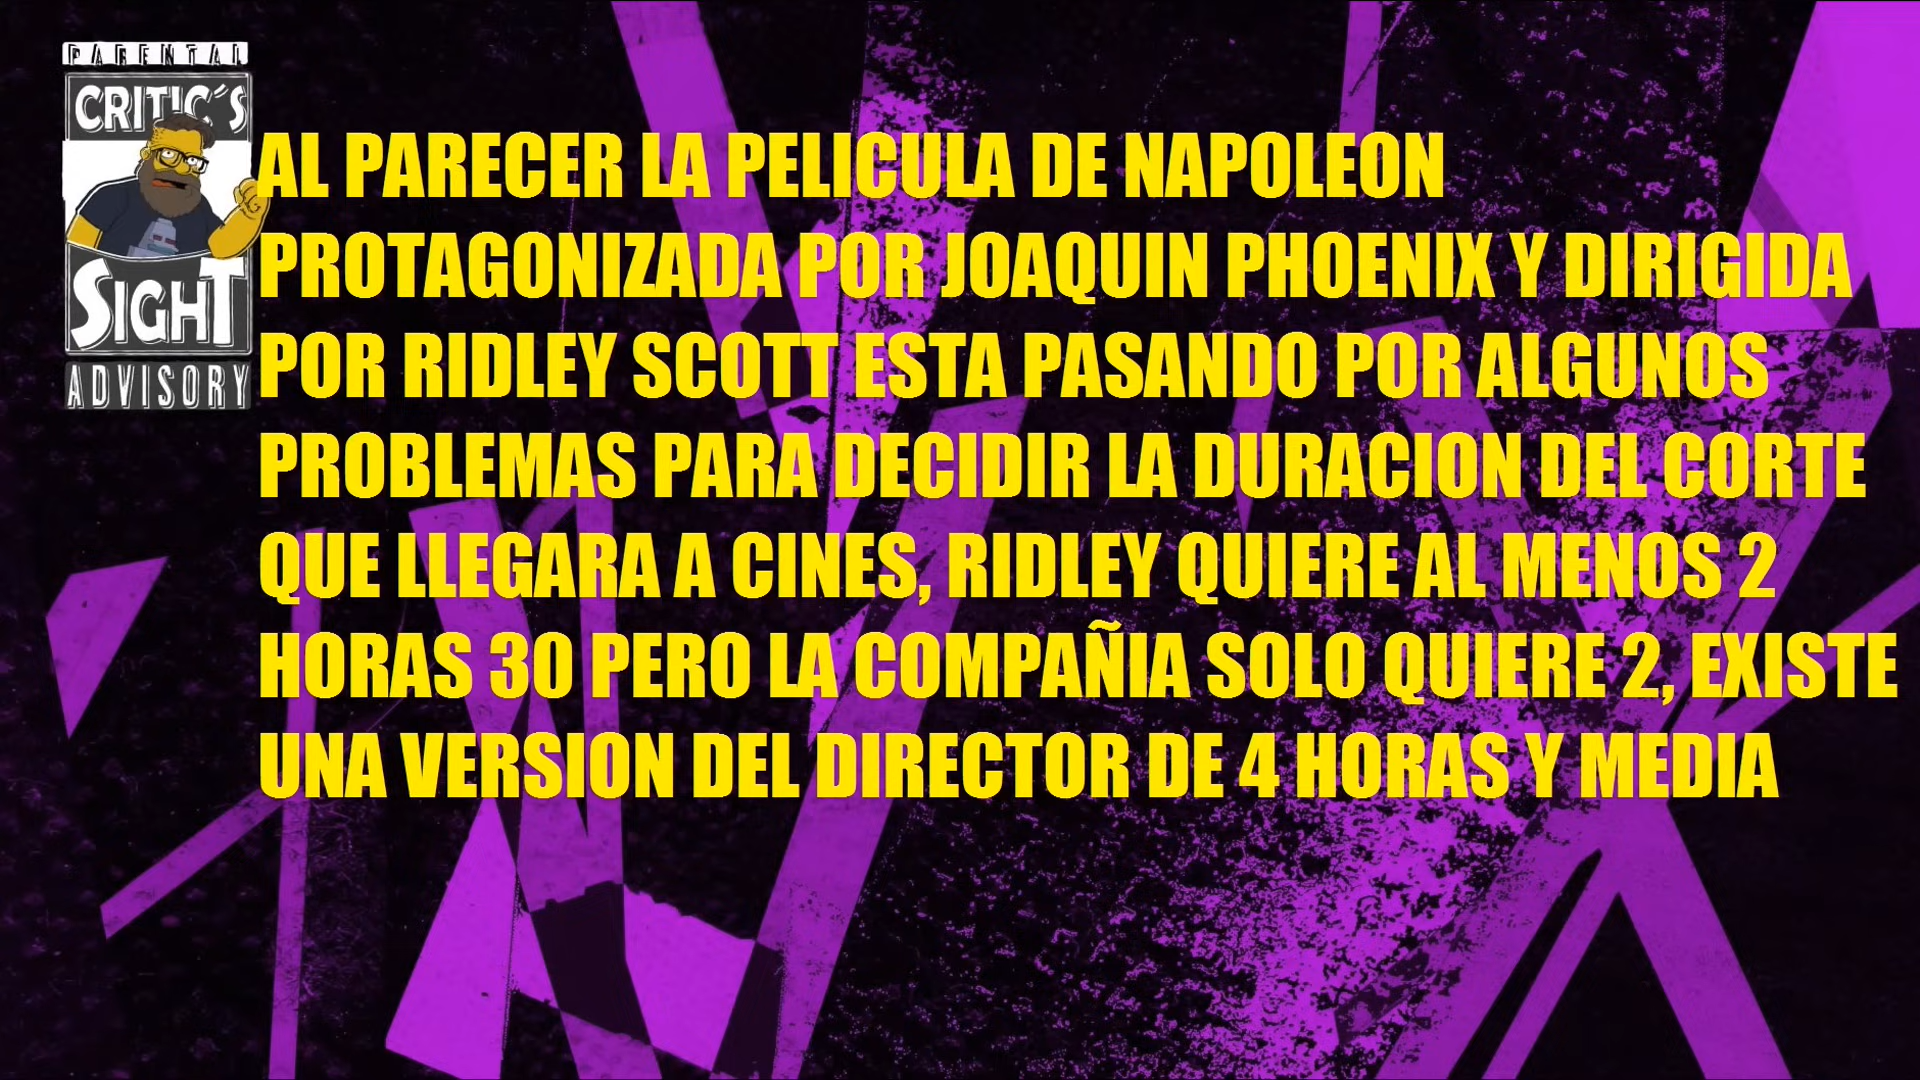 PARENTAL
CRITIC'S
SIGHT
ADVISORY
AL PARECER LA PELICULA DE NAPOLEON
PROTAGONIZADA POR JOAQUIN PHOENIX Y DIRIGIDA
POR RIDLEY SCOTT ESTA PASANDO POR ALGUNOS
PROBLEMAS PARA DECIDIR LA DURACION DEL CORTE
QUE LLEGARA A CINES, RIDLEY QUIERE AL MENOS 2
HORAS 30 PERO LA COMPAÑIA SOLO QUIERE 2, EXISTE
UNA VERSION DEL DIRECTOR DE 4 HORAS Y MEDIA